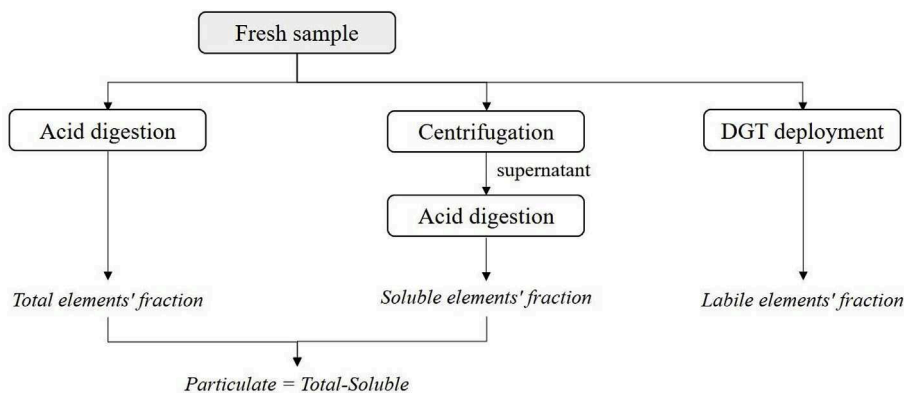 Fresh sample
Acid digestion
Centrifugation
DGT deployment
supernatant
Acid digestion
Total elements' fraction
Soluble elements' fraction
Labile elements' fraction
Particulate = Total-Soluble